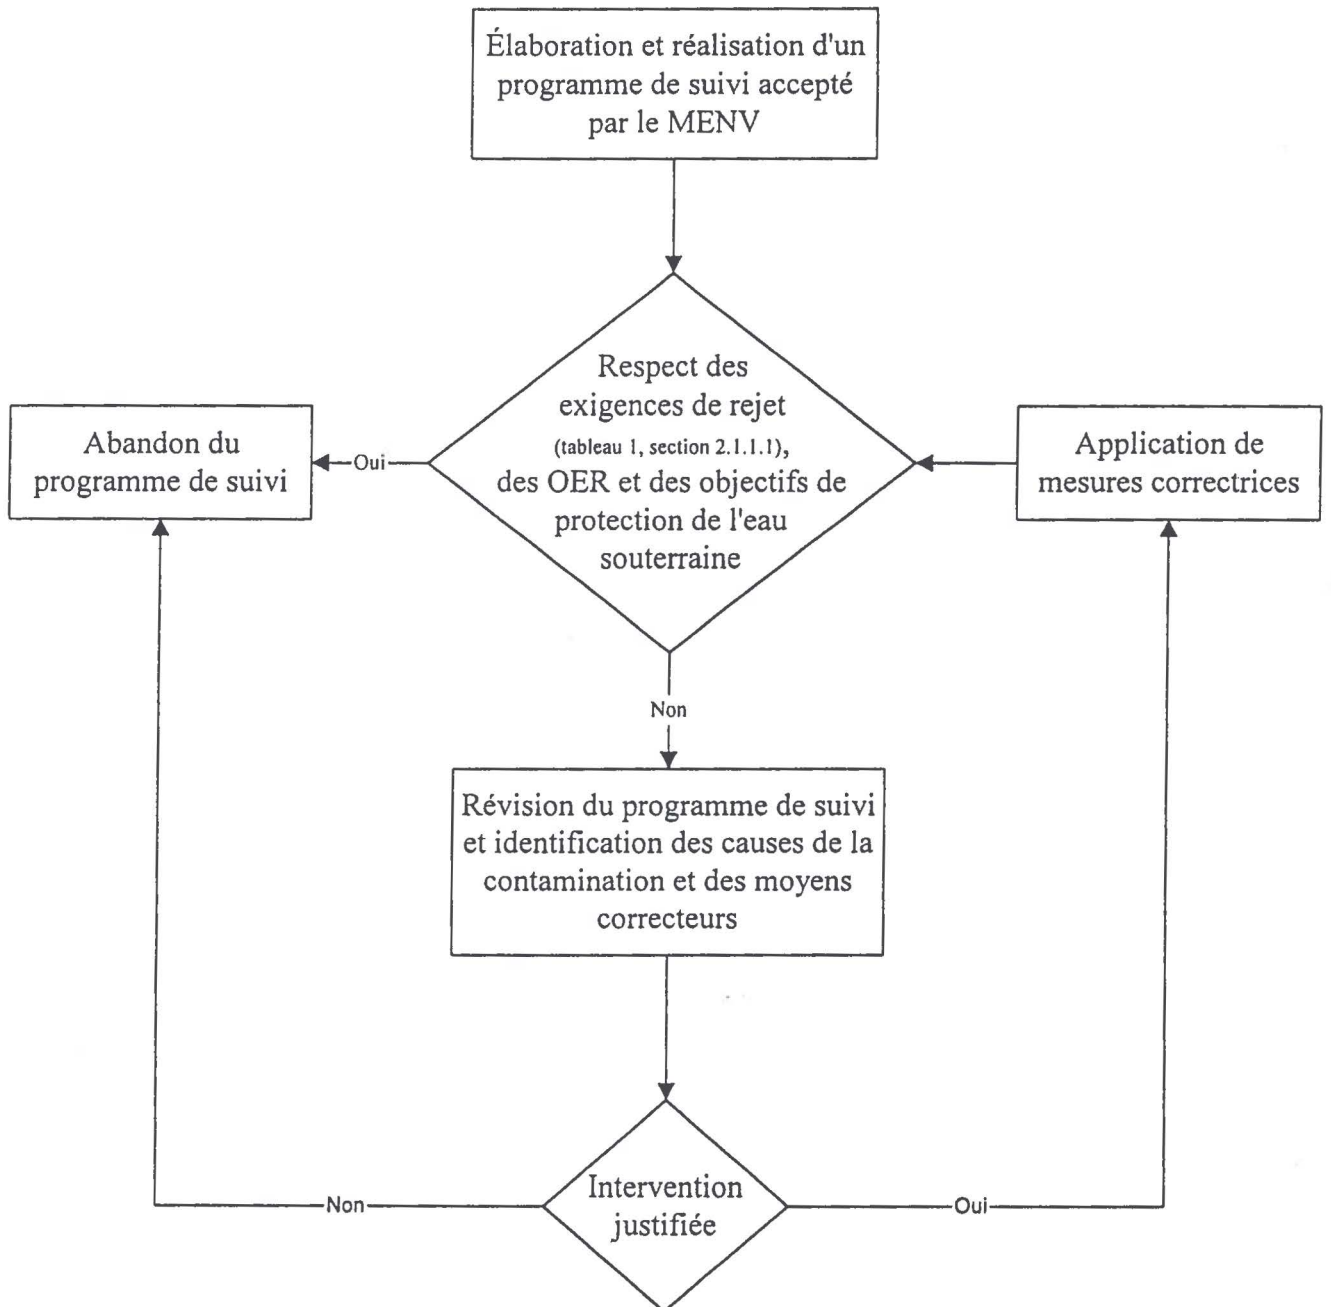 Élaboration et réalisation d'un
programme de suivi accepté
par le MENV
Respect des
exigences de rejet
(tableau 1, section 2.1.1.1),
des OER et des objectifs de
protection de l'eau
souterraine
Oui
Abandon du
programme de suivi
Application de
mesures correctrices
Non
Révision du programme de suivi
et identification des causes de la
contamination et des moyens
correcteurs
Intervention
justifiée
Non
Oui